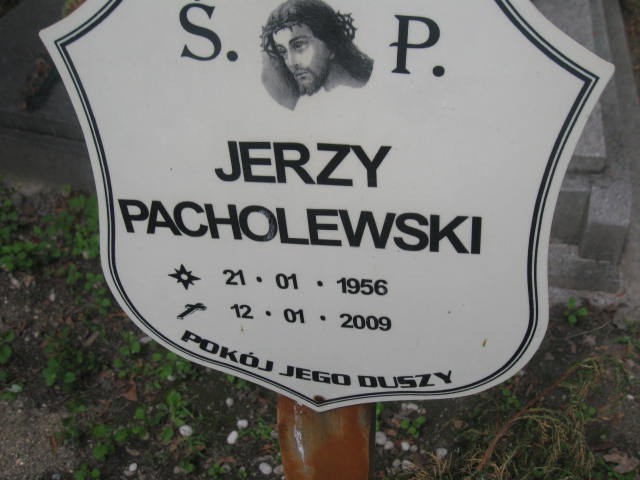 Ś. P.
JERZY
PACHOLEWSKI
21 · 01 · 1956
12 · 01 · 2009
POKÓJ JEGO DUSZY